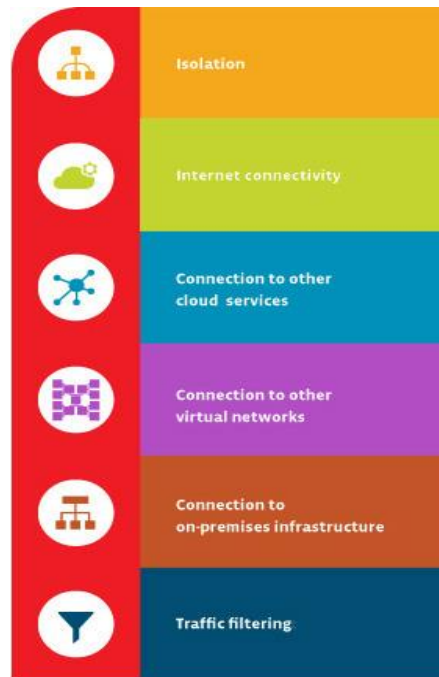 Isolation
Internet connectivity
Connection to other
cloud services
Connection to other
virtual networks
Connection to
on-premises infrastructure
Traffic filtering